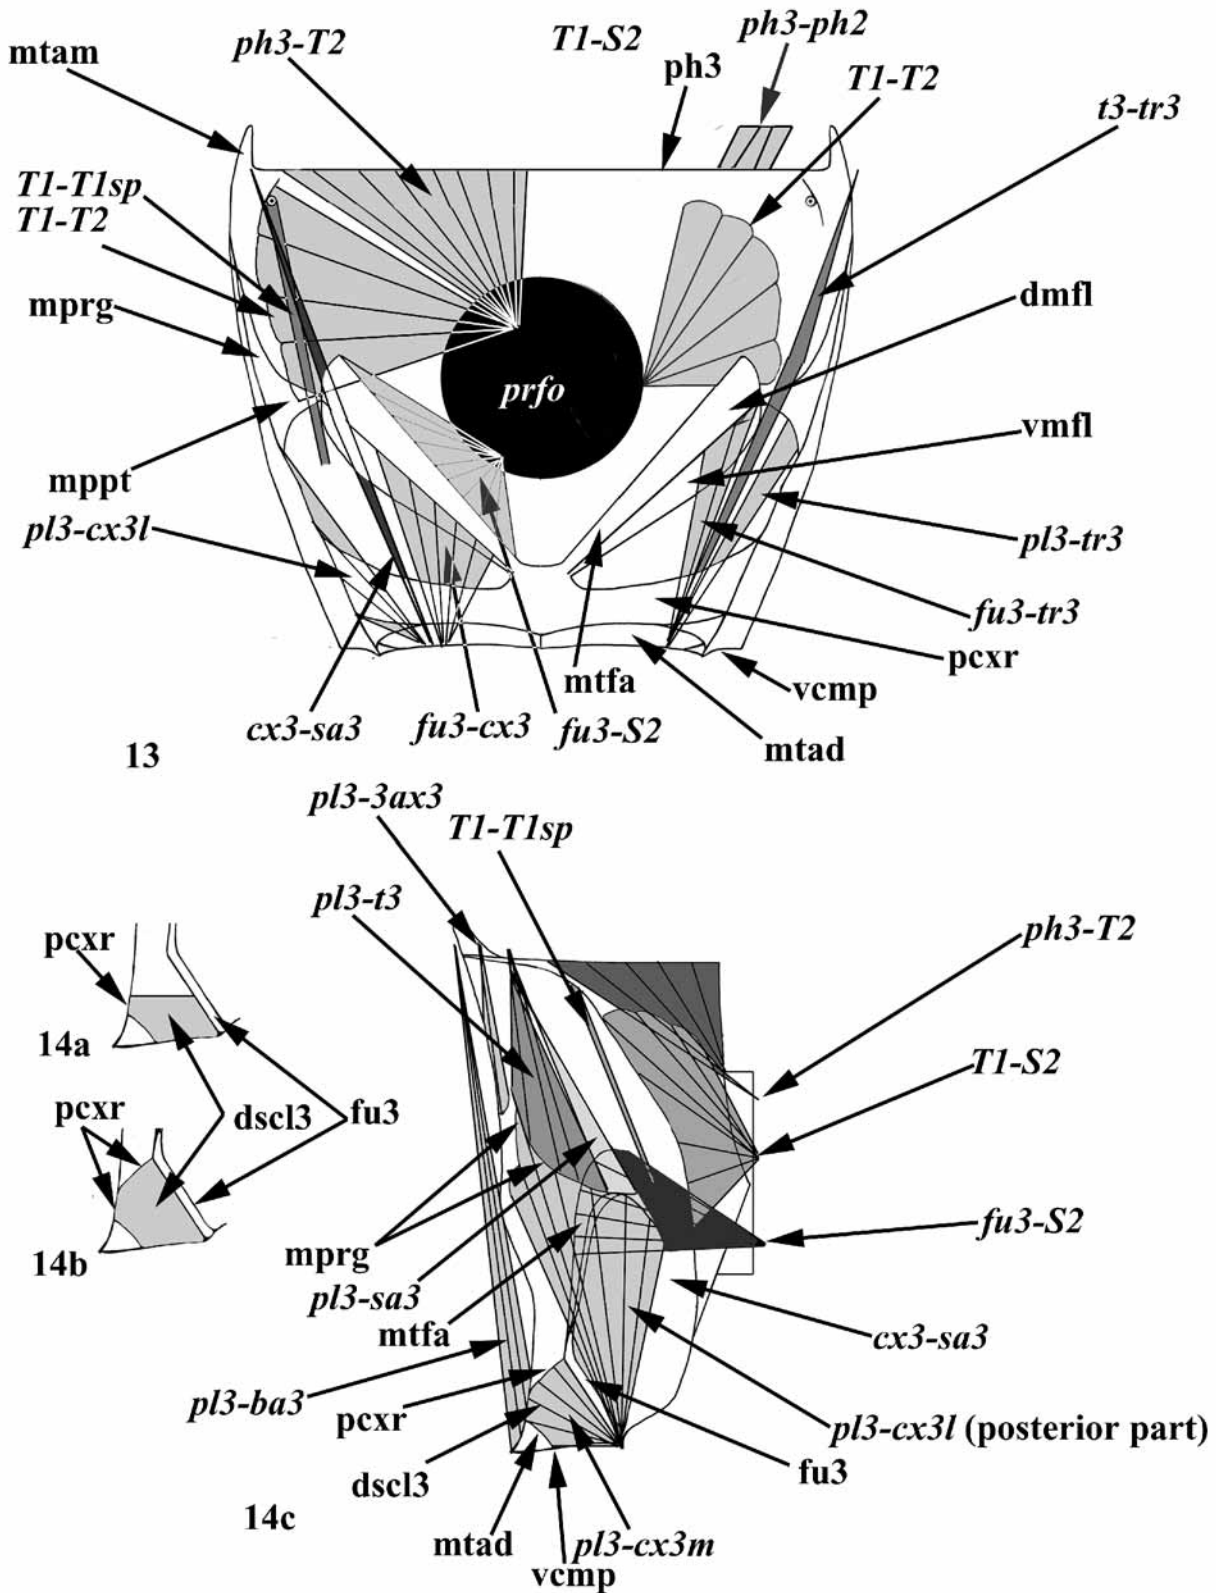 mtam
ph3-T2
T1-S2
ph3-ph2
ph3
T1-T2
t3-tr3
T1-T1sp
T1-T2
mprg
dmfl
prfo
vmfl
mppt
pl3-cx3l
pl3-tr3
fu3-tr3
pcxr
mtfa
vcmp
cx3-sa3
fu3-cx3
fu3-S2
mtad
13
pl3-3ax3
T1-T1sp
pl3-t3
ph3-T2
pcxr
14a
T1-S2
pcxr
dscl3
fu3
14b
fu3-S2
mprg
pl3-sa3
mtfa
cx3-sa3
pl3-ba3
pcxr
pl3-cx3l (posterior part)
dscl3
fu3
14c
mtad
pl3-cx3m
vcmp